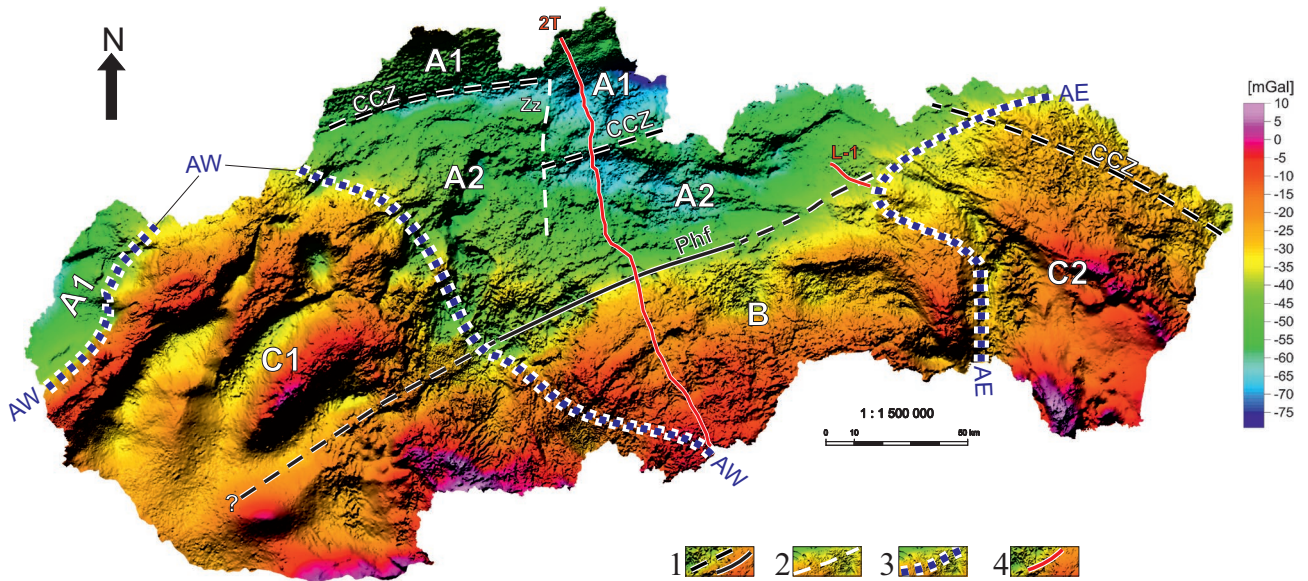 N
2T
A1
CCZ
Zz
A1
CCZ
AE
[mGal]
10
5
0
-5
-10
-15
-20
-25
-30
-35
-40
-45
-50
-55
-60
-65
-70
-75
AW
A2
A2
L-1
CCZ
Phf
A1
C1
B
C2
AW
AE
1 : 1 500 000
0 10 60 km
AW
?
1 2 3 4